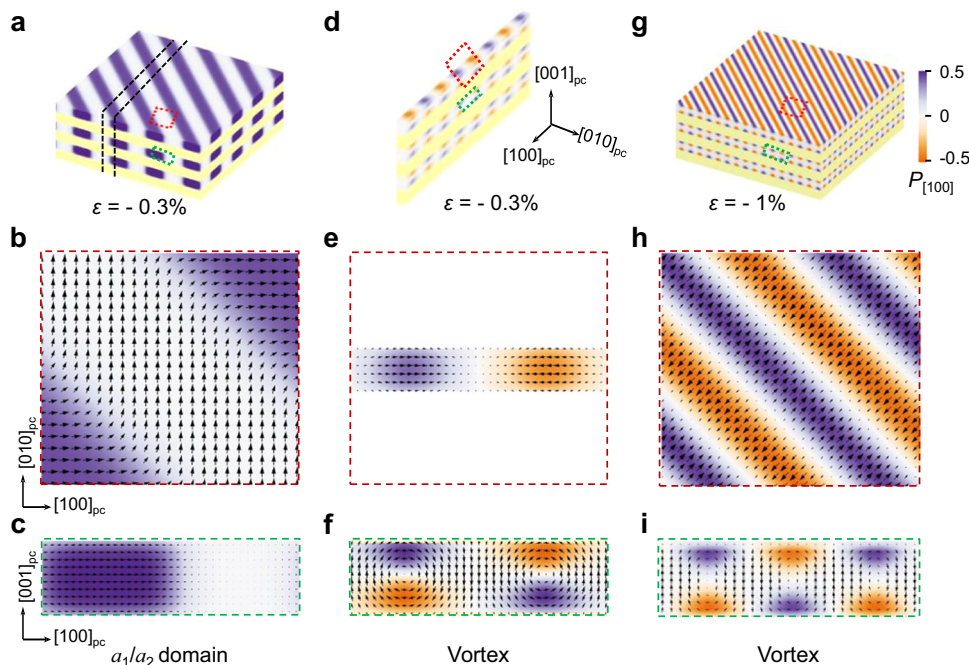 a
ε = - 0.3%
d
[001]pc
[010]pc
[100]pc
ε = - 0.3%
g
0.5
0
-0.5
P[100]
ε = - 1%
b
[010]pc
[100]pc
e
h
c
[001]pc
[100]pc
a1/a2 domain
f
Vortex
i
Vortex